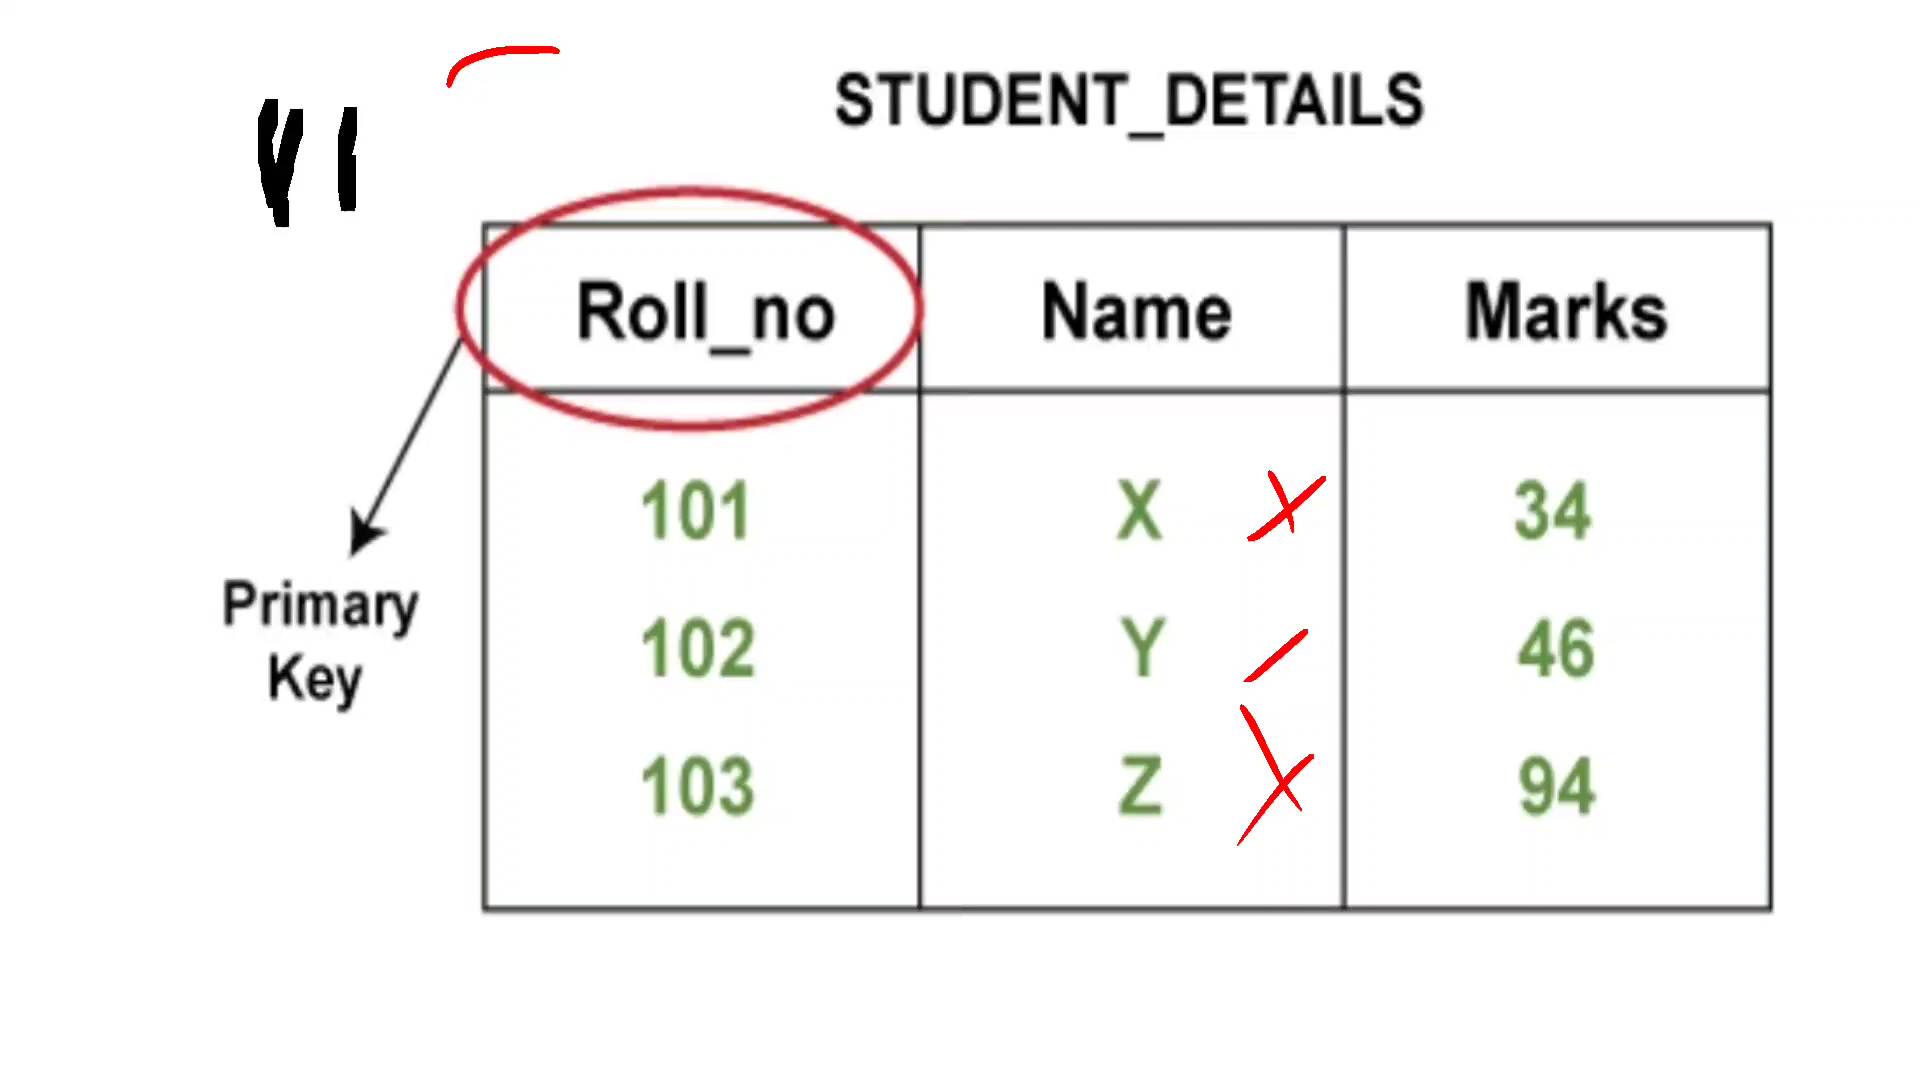 STUDENT_DETAILS
Roll_no Name Marks
101 X 34
102 Y 46
103 Z 94
Primary
Key